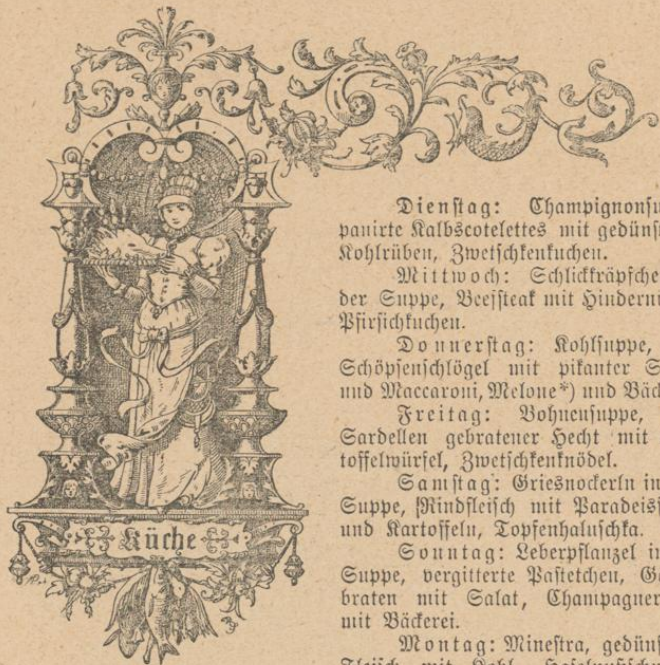 Dienstag: Champignonsu
panirte Kalbscotelettes mit gedünst
Kohlrüben, Zwetschkenkuchen.
Mittwoch: Schlickkräpfche
der Suppe, Beefsteak mit Hinderni
Pfirsichkuchen.
Donnerstag: Kohlsuppe,
Schöpsenschlögel mit pikanter S
und Maccaroni, Melone*) und Bäck
Freitag: Bohnensuppe,
Sardellen gebratener Hecht mit
toffelwürfel, Zwetschkenknödel.
Samstag: Griesnockerln in
Suppe, Rindfleisch mit Paradeis
und Kartoffeln, Topfenhaluschka.
Sonntag: Leberpflanzel in
Suppe, vergitterte Pastetchen, Gä
braten mit Salat, Champagner
mit Bäckerei.
Montag: Minestra, gedünst
Küche